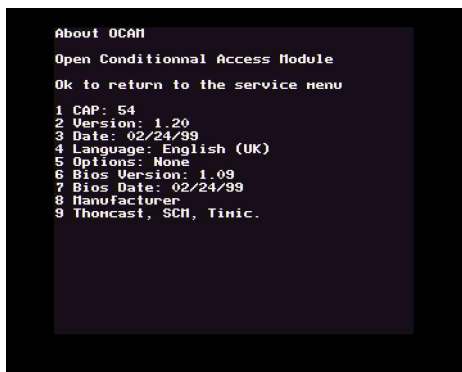 About OCAM
Open Conditionnal Access Module
Ok to return to the service menu
1 CAP: 54
2 Version: 1.20
3 Date: 02/24/99
4 Language: English (UK)
5 Options: None
6 Bios Version: 1.09
7 Bios Date: 02/24/99
8 Manufacturer
9 Thomcast, SCM, Timic.